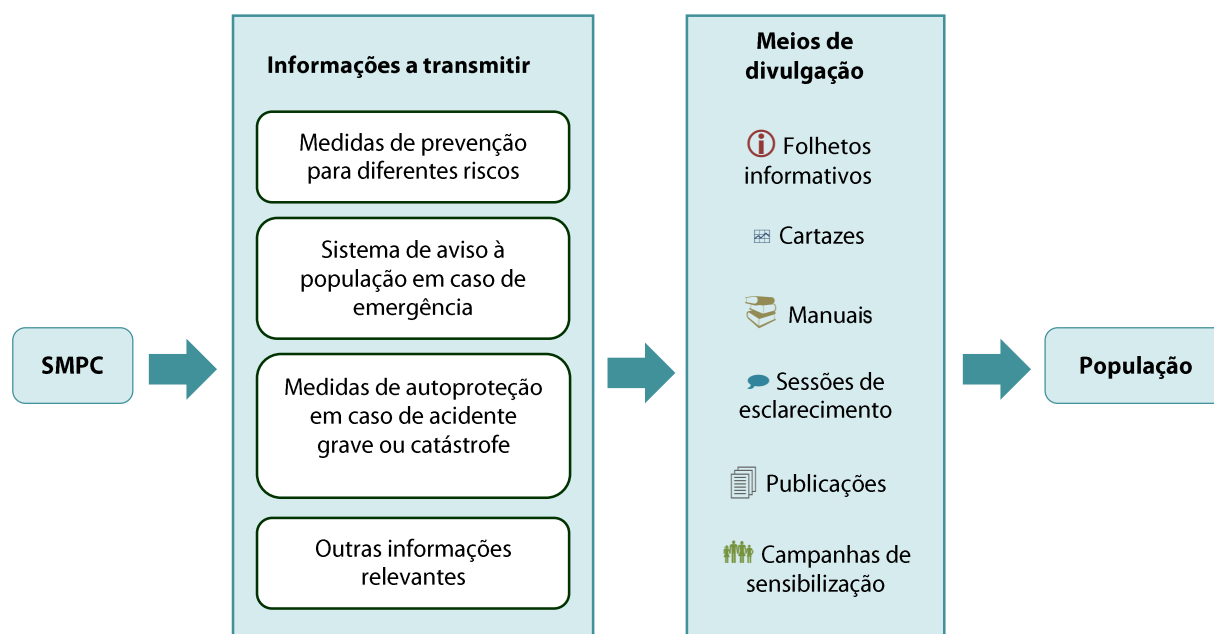 SMPC
Informações a transmitir
Medidas de prevenção
para diferentes riscos
Sistema de aviso à
população em caso de
emergência
Medidas de autoproteção
em caso de acidente
grave ou catástrofe
Outras informações
relevantes
Meios de
divulgação
Folhetos
informativos
Cartazes
Manuais
Sessões de
esclarecimento
Publicações
Campanhas de
sensibilização
População